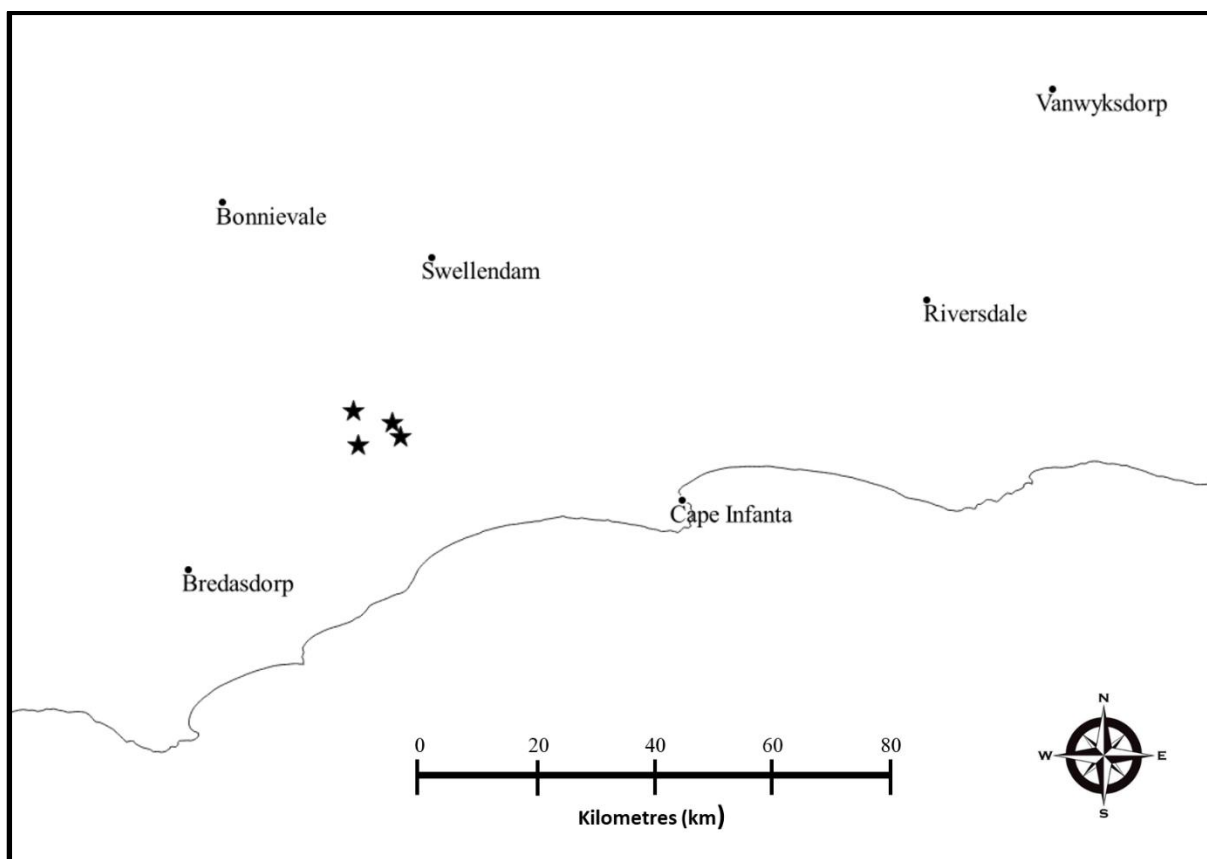 Vanwyksdorp
Bonnievale
Swellendam
Riversdale
Cape Infanta
Bredasdorp
0 20 40 60 80
Kilometres (km)
N
W E
S